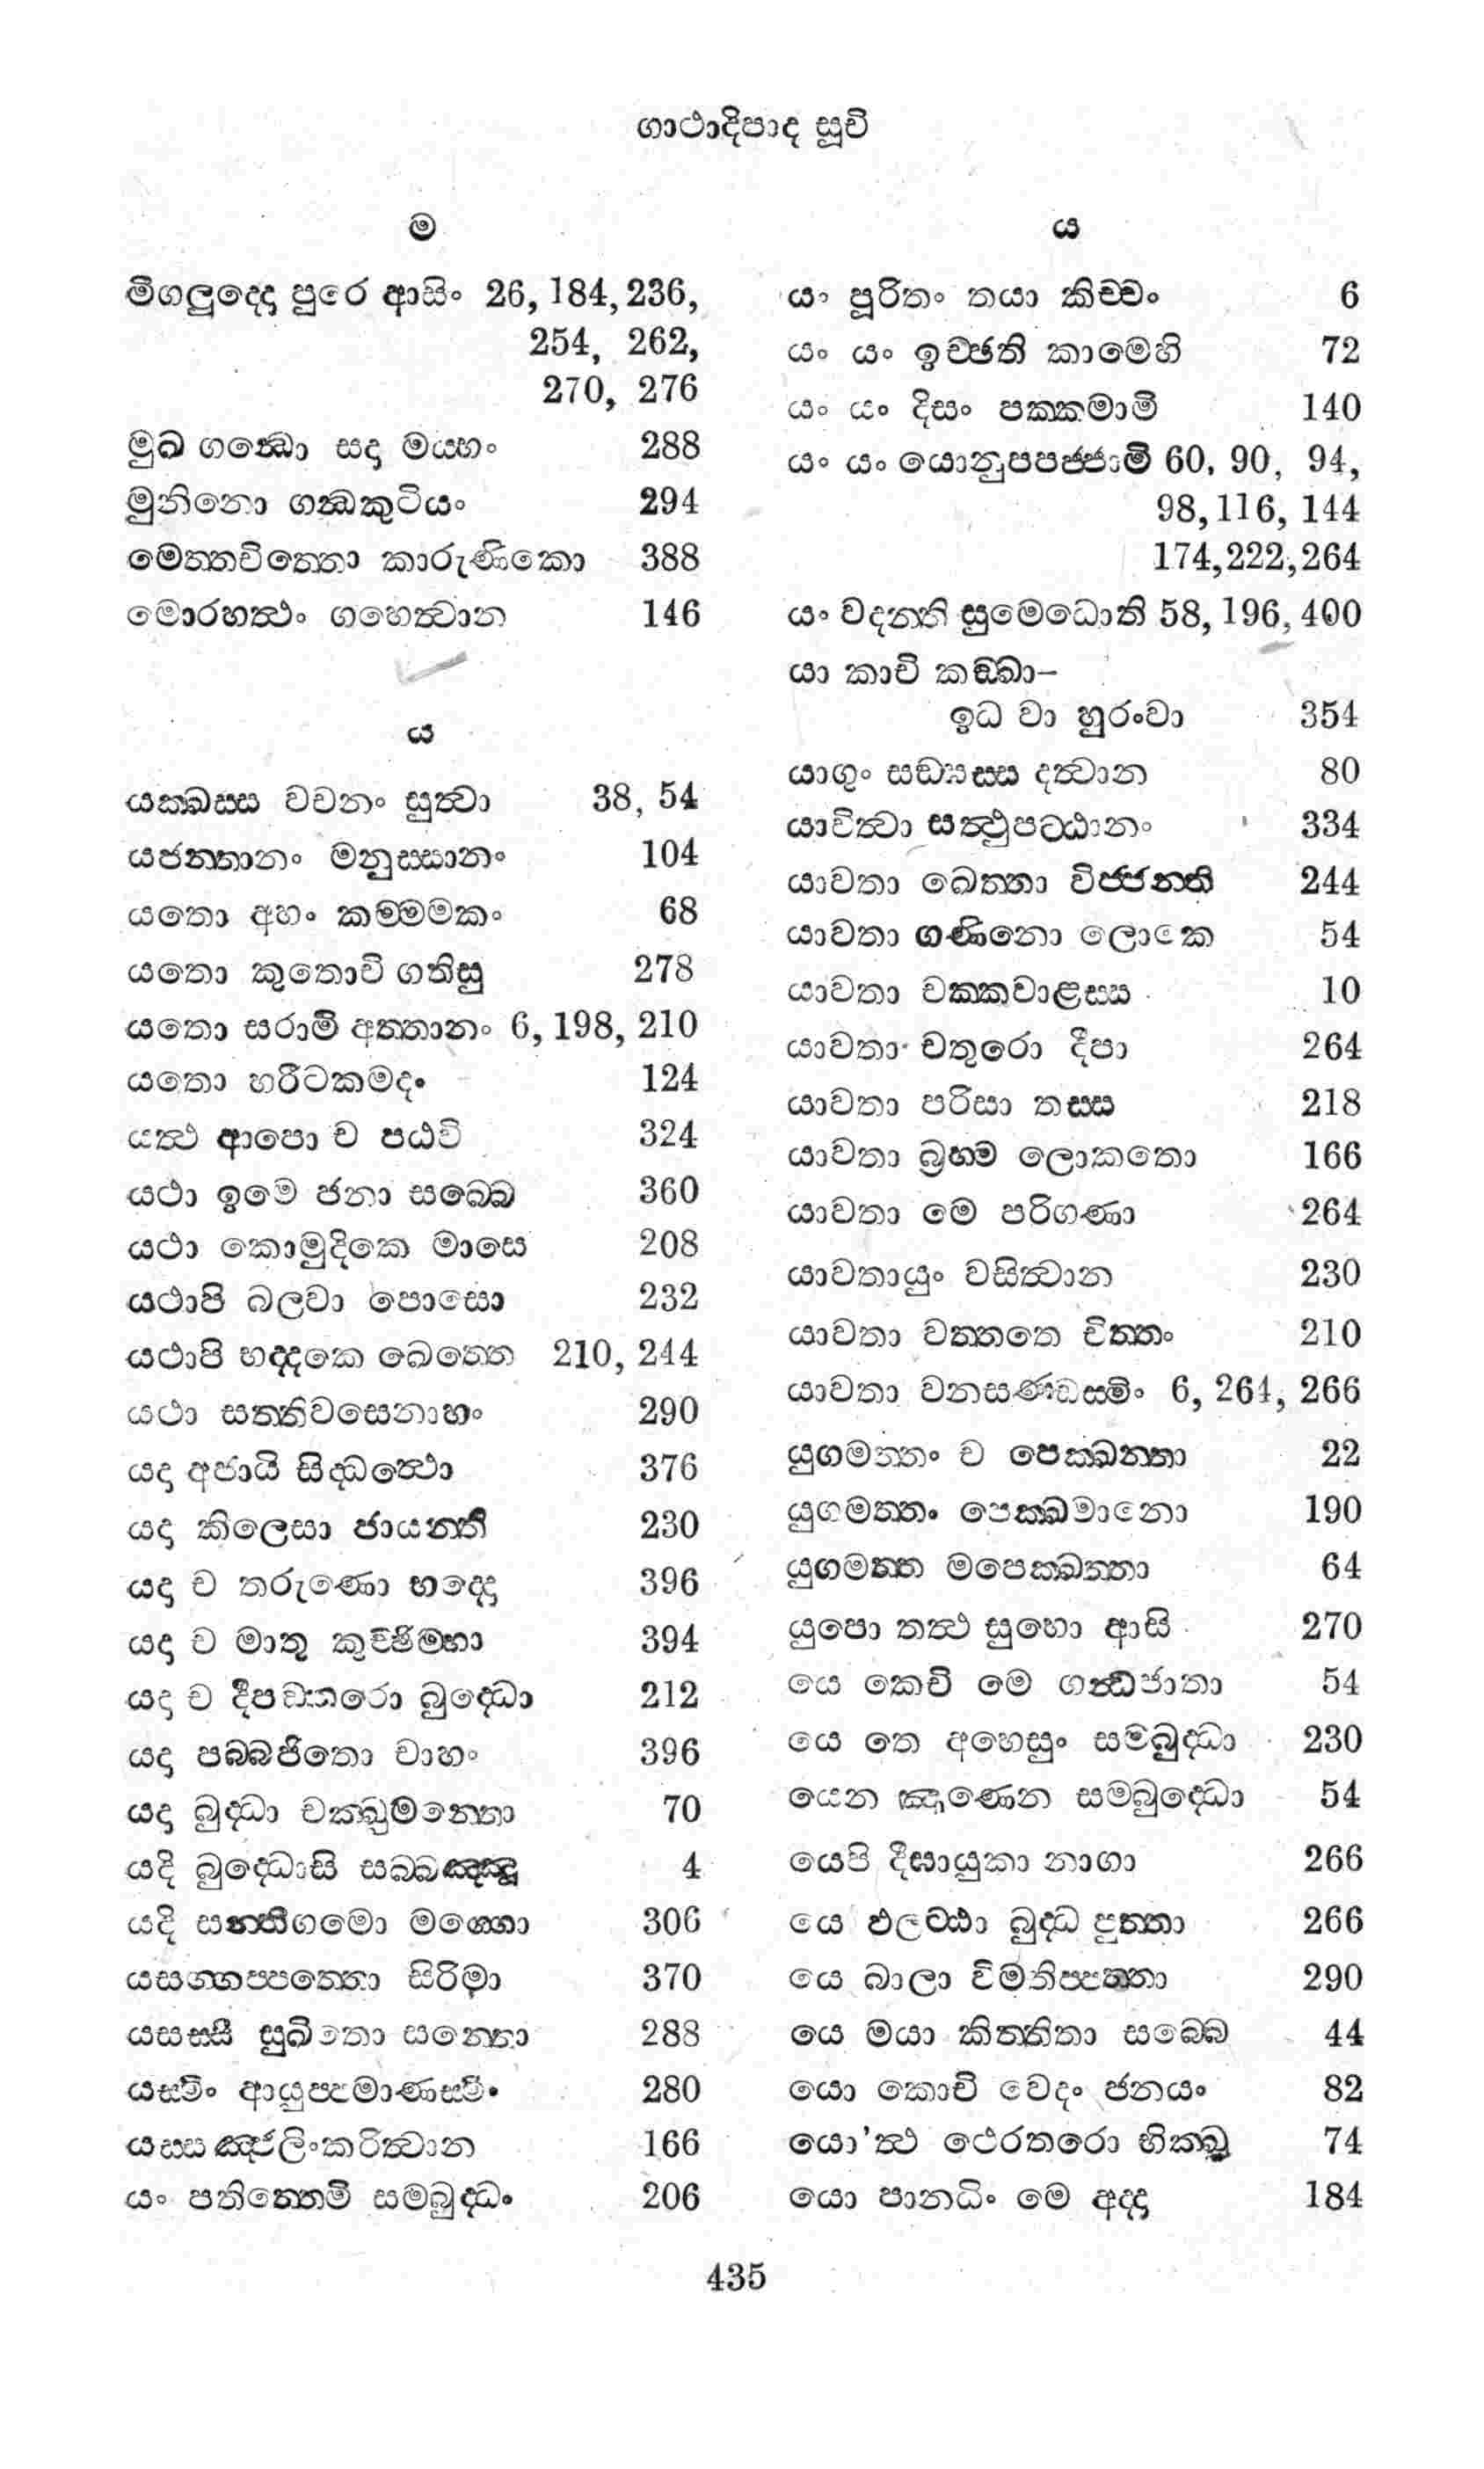 ගාථාදිපාද සූචි
ම
මිගලුද්දෙ පුරෙ ආසිං 26, 184, 236,
254, 262,
270, 276
මුඛ ගන්ධො සදා මය්හං 288
මුනිනො ගන්ධකුටියං 294
මෙත්තචිත්තො කාරුණිකො 388
මොරහත්ථං ගහෙත්වාන 146
ය
යක්ඛස්ස වචනං සුත්වා 38, 54
යජන්තානං මනුස්සානං 104
යතො අහං කම්මමකං 68
යතො කුතොචි ගතිසු 278
යතො සරාමි අත්තානං 6, 198, 210
යතො හරීටකමදං 124
යත්ථ ආපො ච පඨවි 324
යථා ඉමෙ ජනා සබ්බෙ 360
යථා කොමුදිකෙ මාසෙ 208
යථාපි බලවා පොසො 232
යථාපි භද්දකෙ ඛෙත්තෙ 210, 244
යථා සත්තිවසෙනාහං 290
යදා අජායි සිද්ධත්ථො 376
යදා කිලෙසා ජායන්ති 230
යදා ච තරුණො භද්දො 396
යදා ච මාතු කුච්ඡිම්හා 394
යදා ච දීපඞ්කරො බුද්ධො 212
යදා පබ්බජිතො චාහං 396
යදා බුද්ධා චක්ඛුමන්තො 70
යදි බුද්ධොසි සබ්බඤ්ඤූ 4
යදි සන්තිගමො මග්ගො 306
යසග්ගප්පත්තො සිරිමා 370
යසස්සී සුඛිතො සන්තො 288
යස්මිං ආයුප්පමාණස්මිං 280
යස්ස ඤ්ජලිංකරිත්වාන 166
යං පතිත්තෙමි සම්බුද්ධං 206
435
ය
යං පූරිතං තයා කිච්චං 6
යං යං ඉච්ඡති කාමෙහි 72
යං යං දිසං පක්කමාමි 140
යං යං යොනුපපජ්ජාමි 60, 90, 94,
98, 116, 144
174, 222, 264
යං වදන්ති සුමෙධොති 58, 196, 400
යා කාචි කඞ්ඛා–
ඉධ වා හුරංවා 354
යාගුං සඞ්ඝස්ස දත්වාන 80
යාචිත්වා සත්ථුපට්ඨානං 334
යාවතා ඛෙත්තා විජ්ජන්ති 244
යාවතා ගණිනො ලොකෙ 54
යාවතා චක්කවාළස්ස 10
යාවතා චතුරො දීපා 264
යාවතා පරිසා තස්ස 218
යාවතා බ්‍රහ්ම ලොකතො 166
යාවතා මෙ පරිගණා 264
යාවතායුං වසිත්වාන 230
යාවතා වත්තතෙ චිත්තං 210
යාවතා වනසණ්ඩස්මිං 6, 264, 266
යුගමත්තං ච පෙක්ඛන්තා 22
යුගමත්තං පෙක්ඛමානො 190
යුගමත්ත මපෙක්ඛත්තා 64
යුපො තත්ථ සුභො ආසි 270
යෙ කෙචි මෙ ගන්ධජාතා 54
යෙ තෙ අහෙසුං සම්බුද්ධා 230
යෙන ඤාණෙන සම්බුද්ධො 54
යෙපි දීඝායුකා නාගා 266
යෙ ඵලට්ඨා බුද්ධ පුත්තා 266
යෙ බාලා විමතිප්පත්තා 290
යෙ මයා කිත්තිතා සබ්බෙ 44
යො කොචි වෙදං ජනයං 82
යො’ත්ථ ථෙරතරො භික්ඛු 74
යො පානධිං මෙ අදා 184